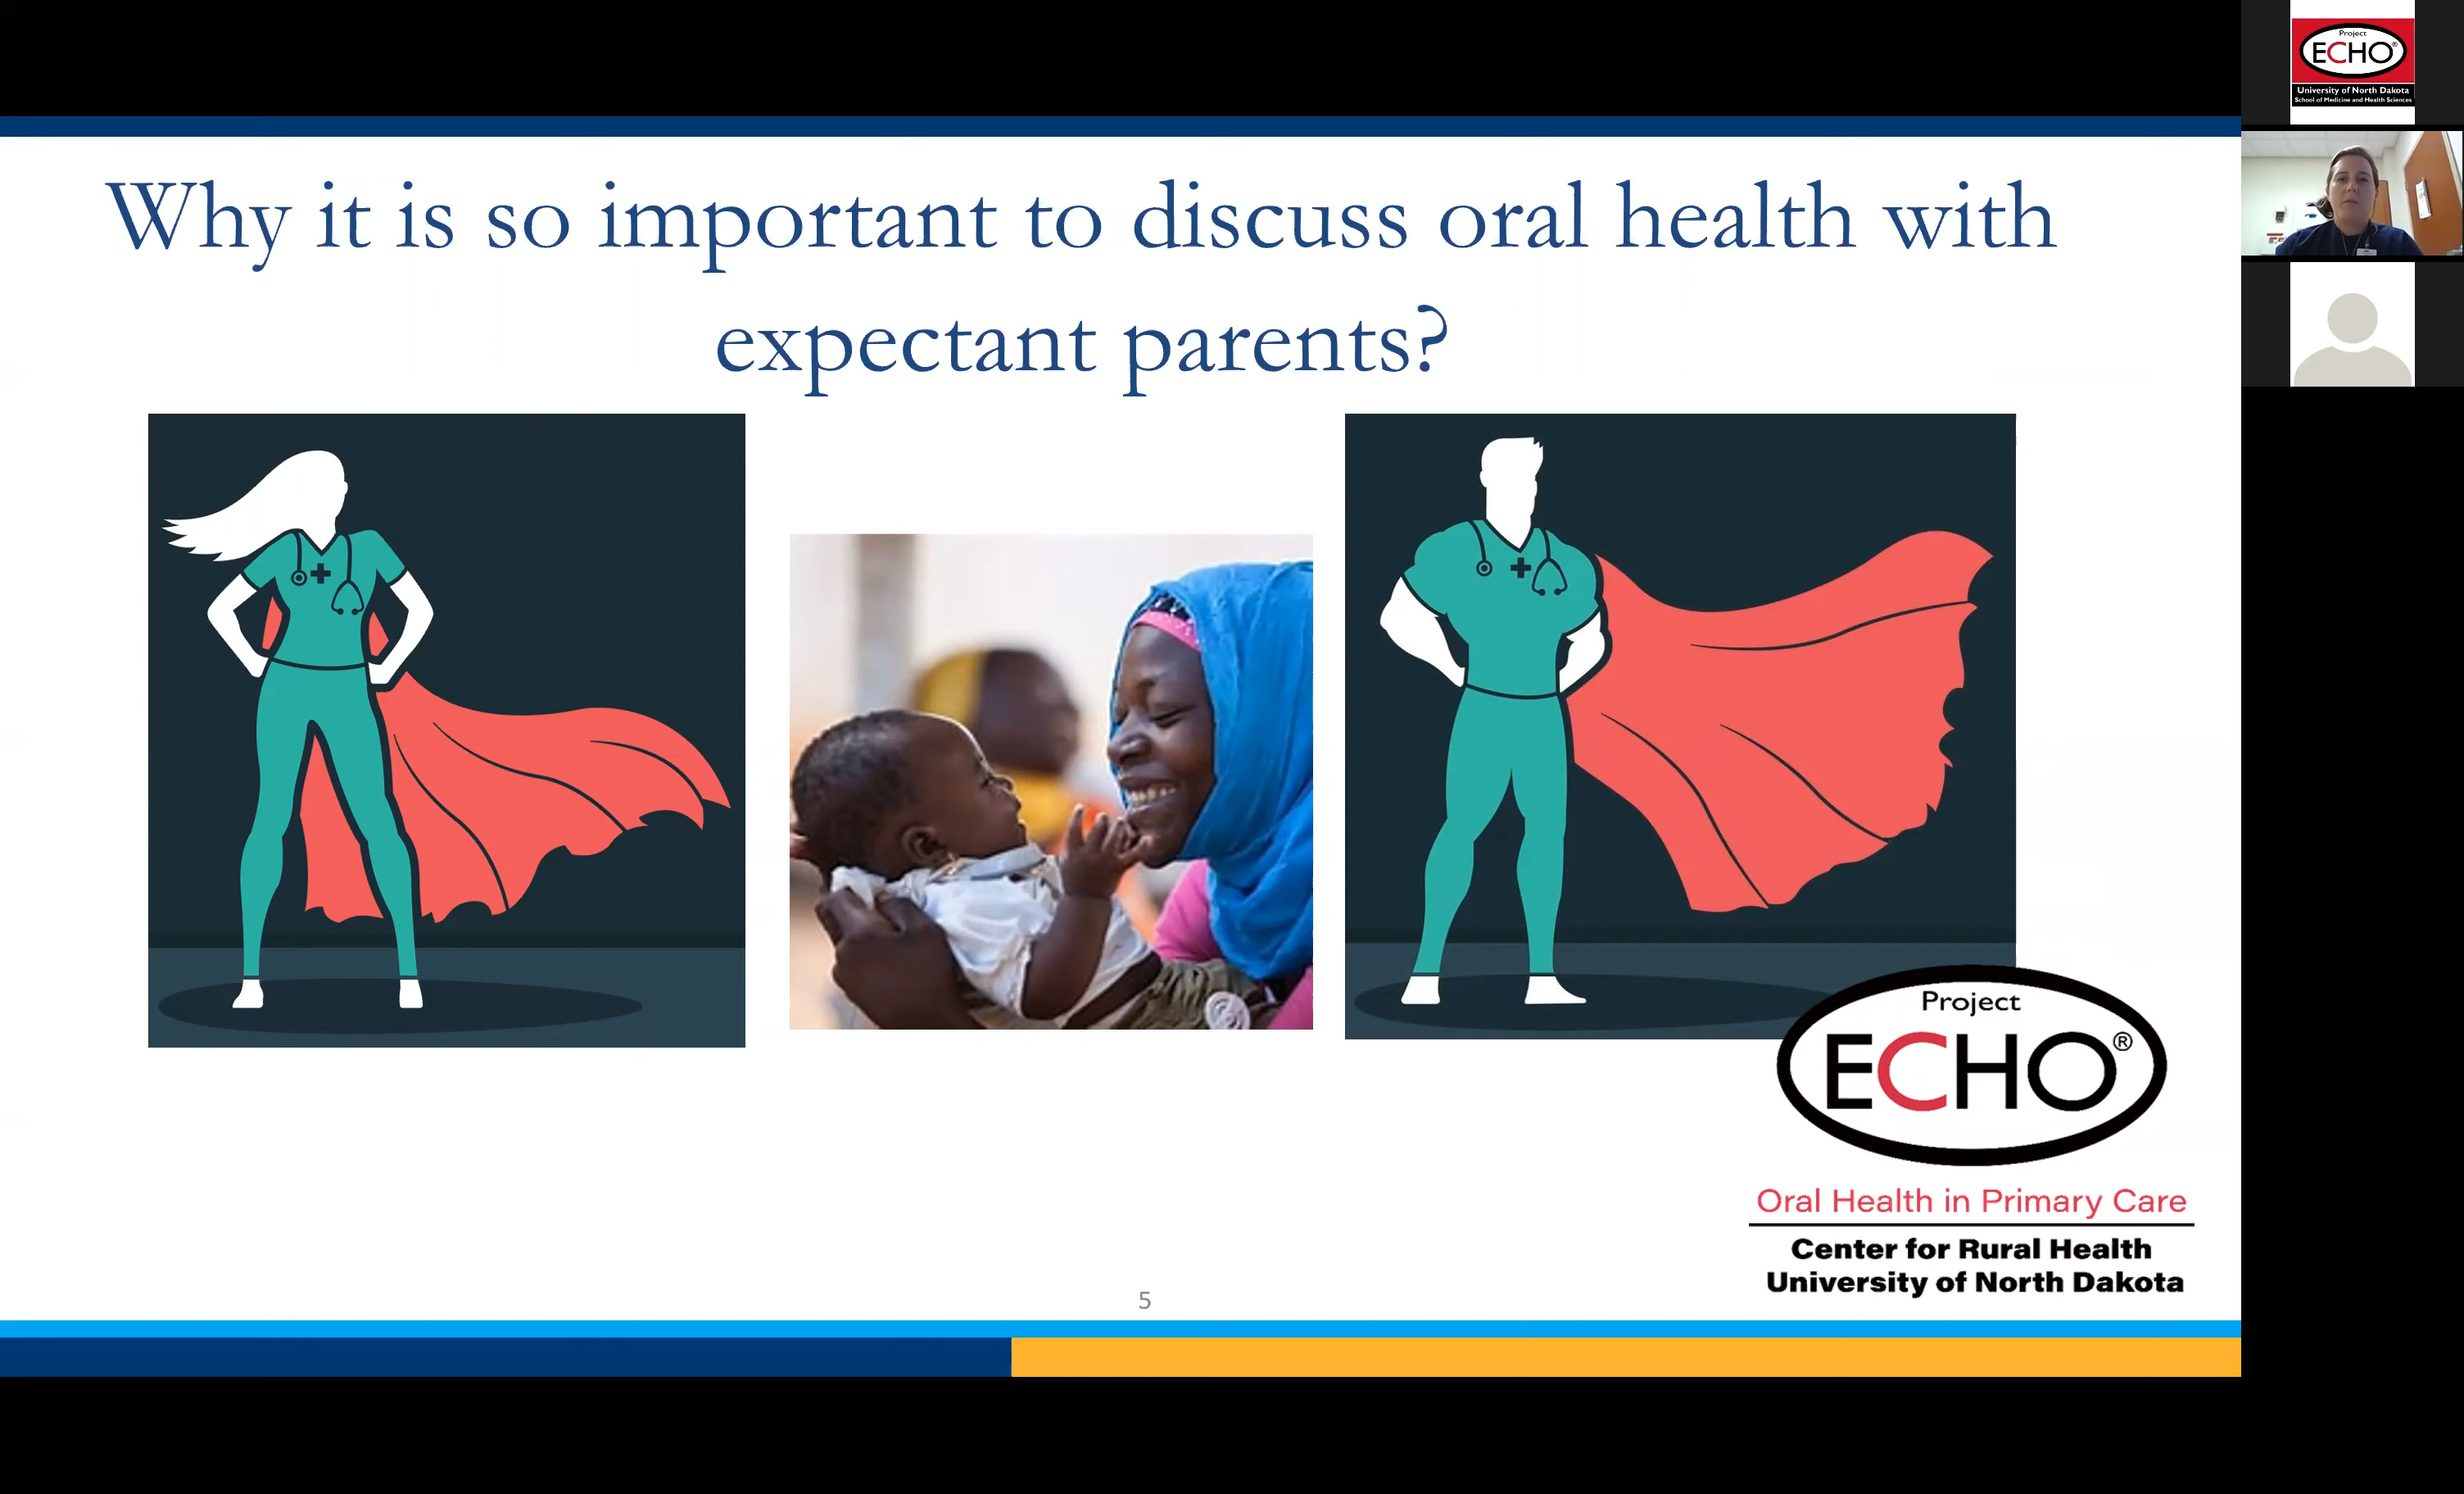 Why it is so important to discuss oral health with
expectant parents?
Project
ECHO®
Oral Health in Primary Care
Center for Rural Health
University of North Dakota
5
Project
ECHO®
University of North Dakota
School of Medicine and Health Sciences